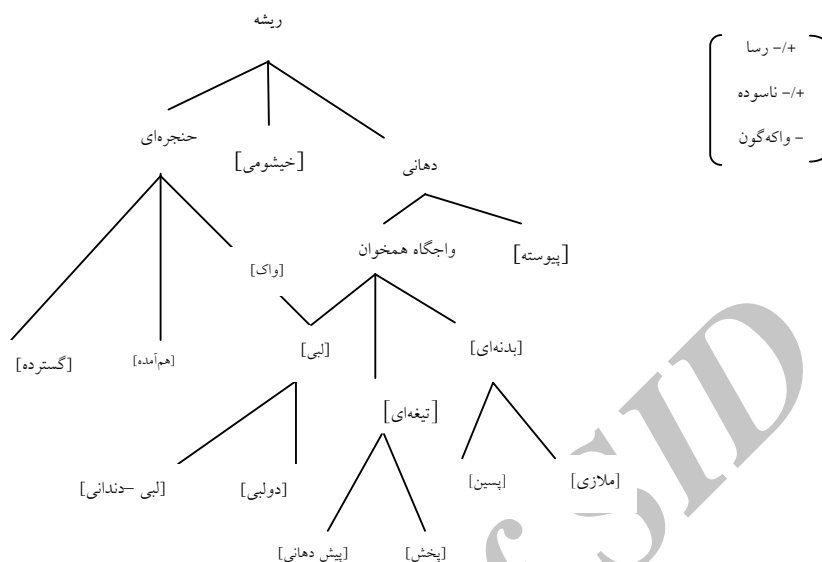 ریشه
+/− رسا
+/− ناسوده
− واکه‌گون
حنجره‌ای
[خیشومی]
دهانی
واجگاه همخوان
[پیوسته]
[واک]
[گسترده]
[هم‌آمده]
[لبی]
[بدنه‌ای]
[تیغه‌ای]
[لبی −دندانی]
[دولبی]
[پسین]
[ملازی]
[پیش دهانی]
[پخش]
SID